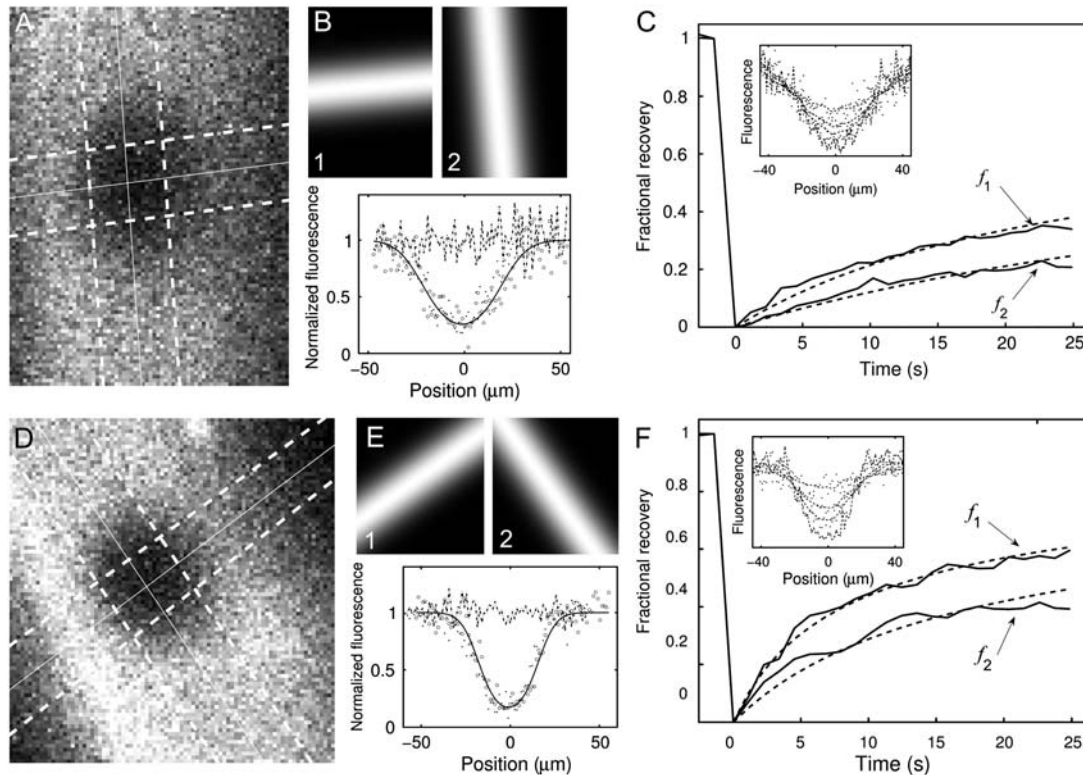 A
B
1
2
Normalized fluorescence
1
0.5
0
−50
0
50
Position (μm)
C
Fractional recovery
1
0.8
0.6
0.4
0.2
0
0
5
10
15
20
25
Time (s)
Fluorescence
−40
0
40
Position (μm)
f1
f2
D
E
1
2
Normalized fluorescence
1
0.5
0
−50
0
50
Position (μm)
F
Fractional recovery
1
0.8
0.6
0.4
0.2
0
0
5
10
15
20
25
Time (s)
Fluorescence
−40
0
40
Position (μm)
f1
f2